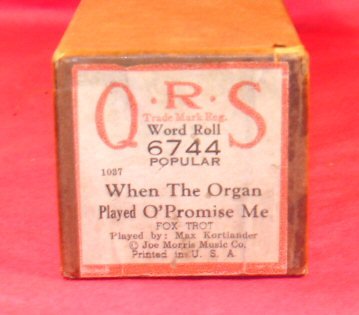 Q·R·S
Trade Mark Reg.
Word Roll
6744
POPULAR
1037
When The Organ
Played O'Promise Me
FOX TROT
Played by: Max Kortlander
© Joe Morris Music Co.
Printed in U. S. A.